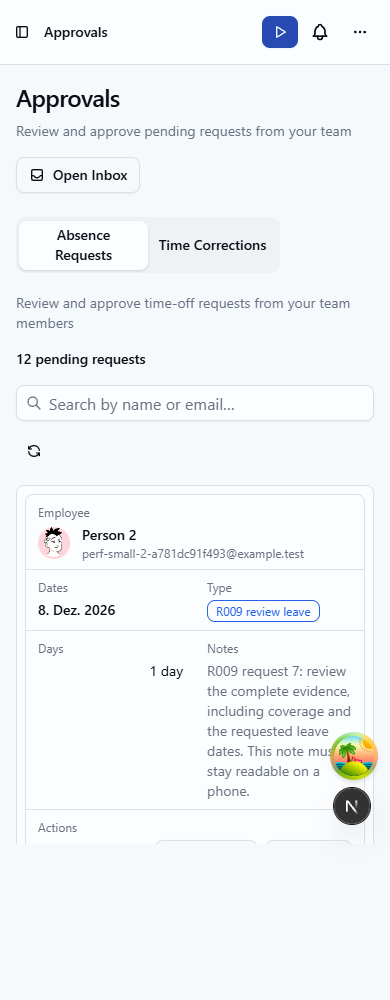 Approvals
Approvals
Review and approve pending requests from your team
Open Inbox
Absence
Requests
Time Corrections
Review and approve time-off requests from your team
members
12 pending requests
Search by name or email...
Employee
Person 2
perf-small-2-a781dc91f493@example.test
Dates
Type
8. Dez. 2026
R009 review leave
Days
Notes
1 day
R009 request 7: review
the complete evidence,
including coverage and
the requested leave
dates. This note must
stay readable on a
phone.
Actions
N